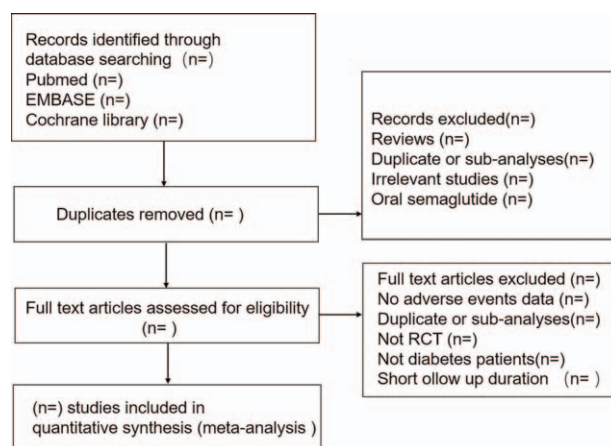 Records identified through
database searching （n=）
Pubmed (n=)
EMBASE (n=)
Cochrane library (n=)
Records excluded(n=)
Reviews (n=)
Duplicate or sub-analyses(n=)
Irrelevant studies (n=)
Oral semaglutide (n=)
Duplicates removed (n= )
Full text articles excluded (n=)
No adverse events data (n=)
Duplicate or sub-analyses(n=)
Not RCT (n=)
Not diabetes patients(n=)
Short ollow up duration （n= ）
Full text articles assessed for eligibility
(n= )
(n=) studies included in
quantitative synthesis (meta-analysis )